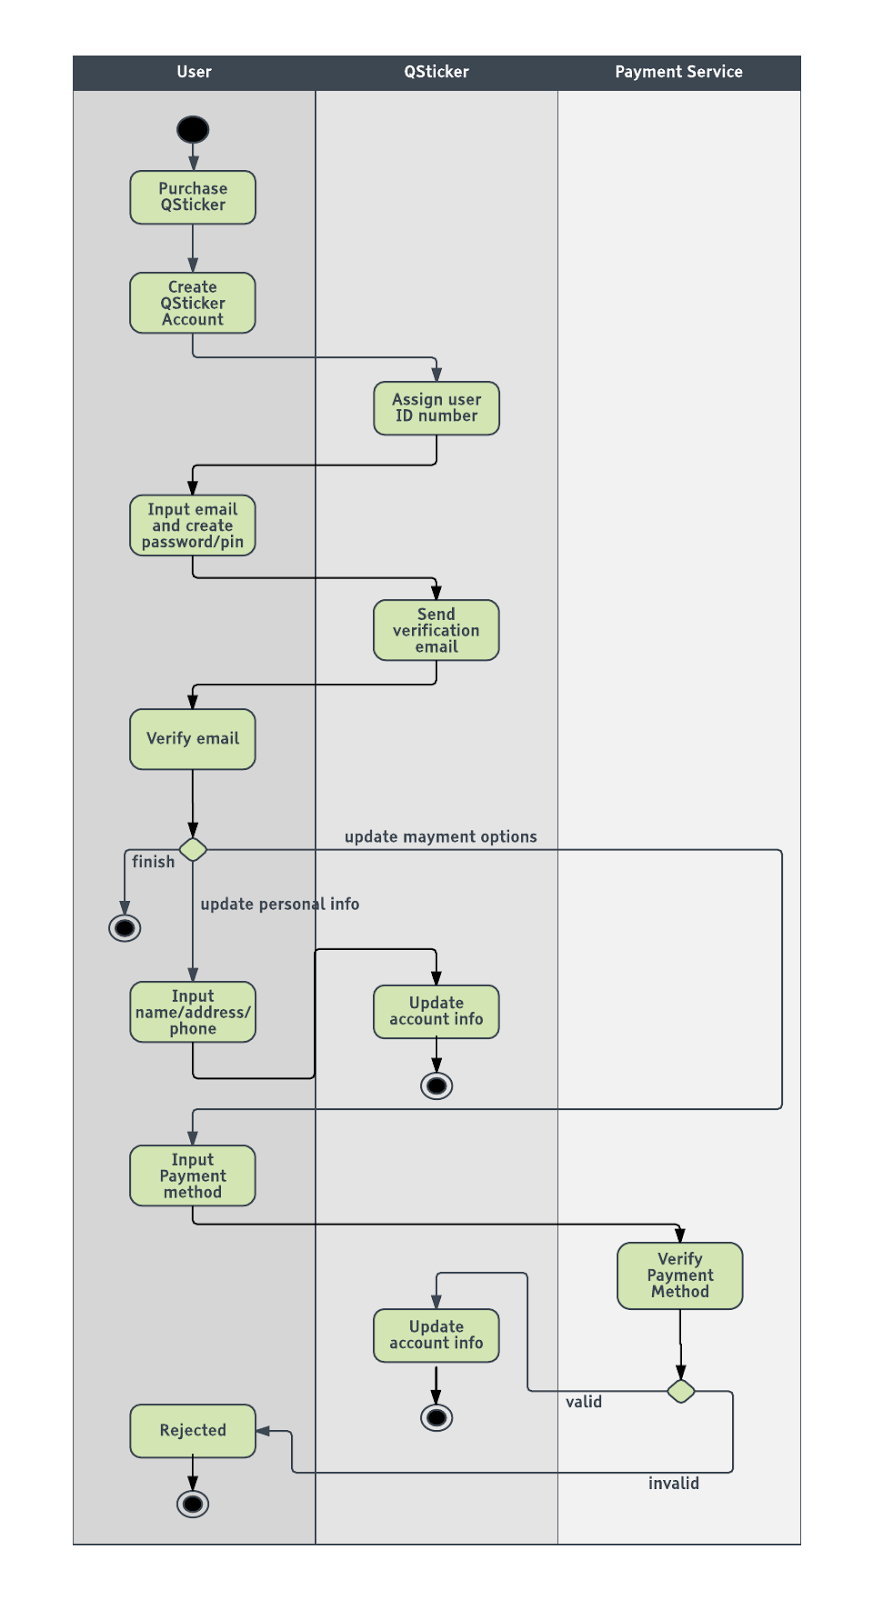 User
QSticker
Payment Service
Purchase
QSticker
Create
QSticker
Account
Assign user
ID number
Input email
and create
password/pin
Send
verification
email
Verify email
update mayment options
finish
update personal info
Input
name/address/
phone
Update
account info
Input
Payment
method
Verify
Payment
Method
Update
account info
valid
Rejected
invalid